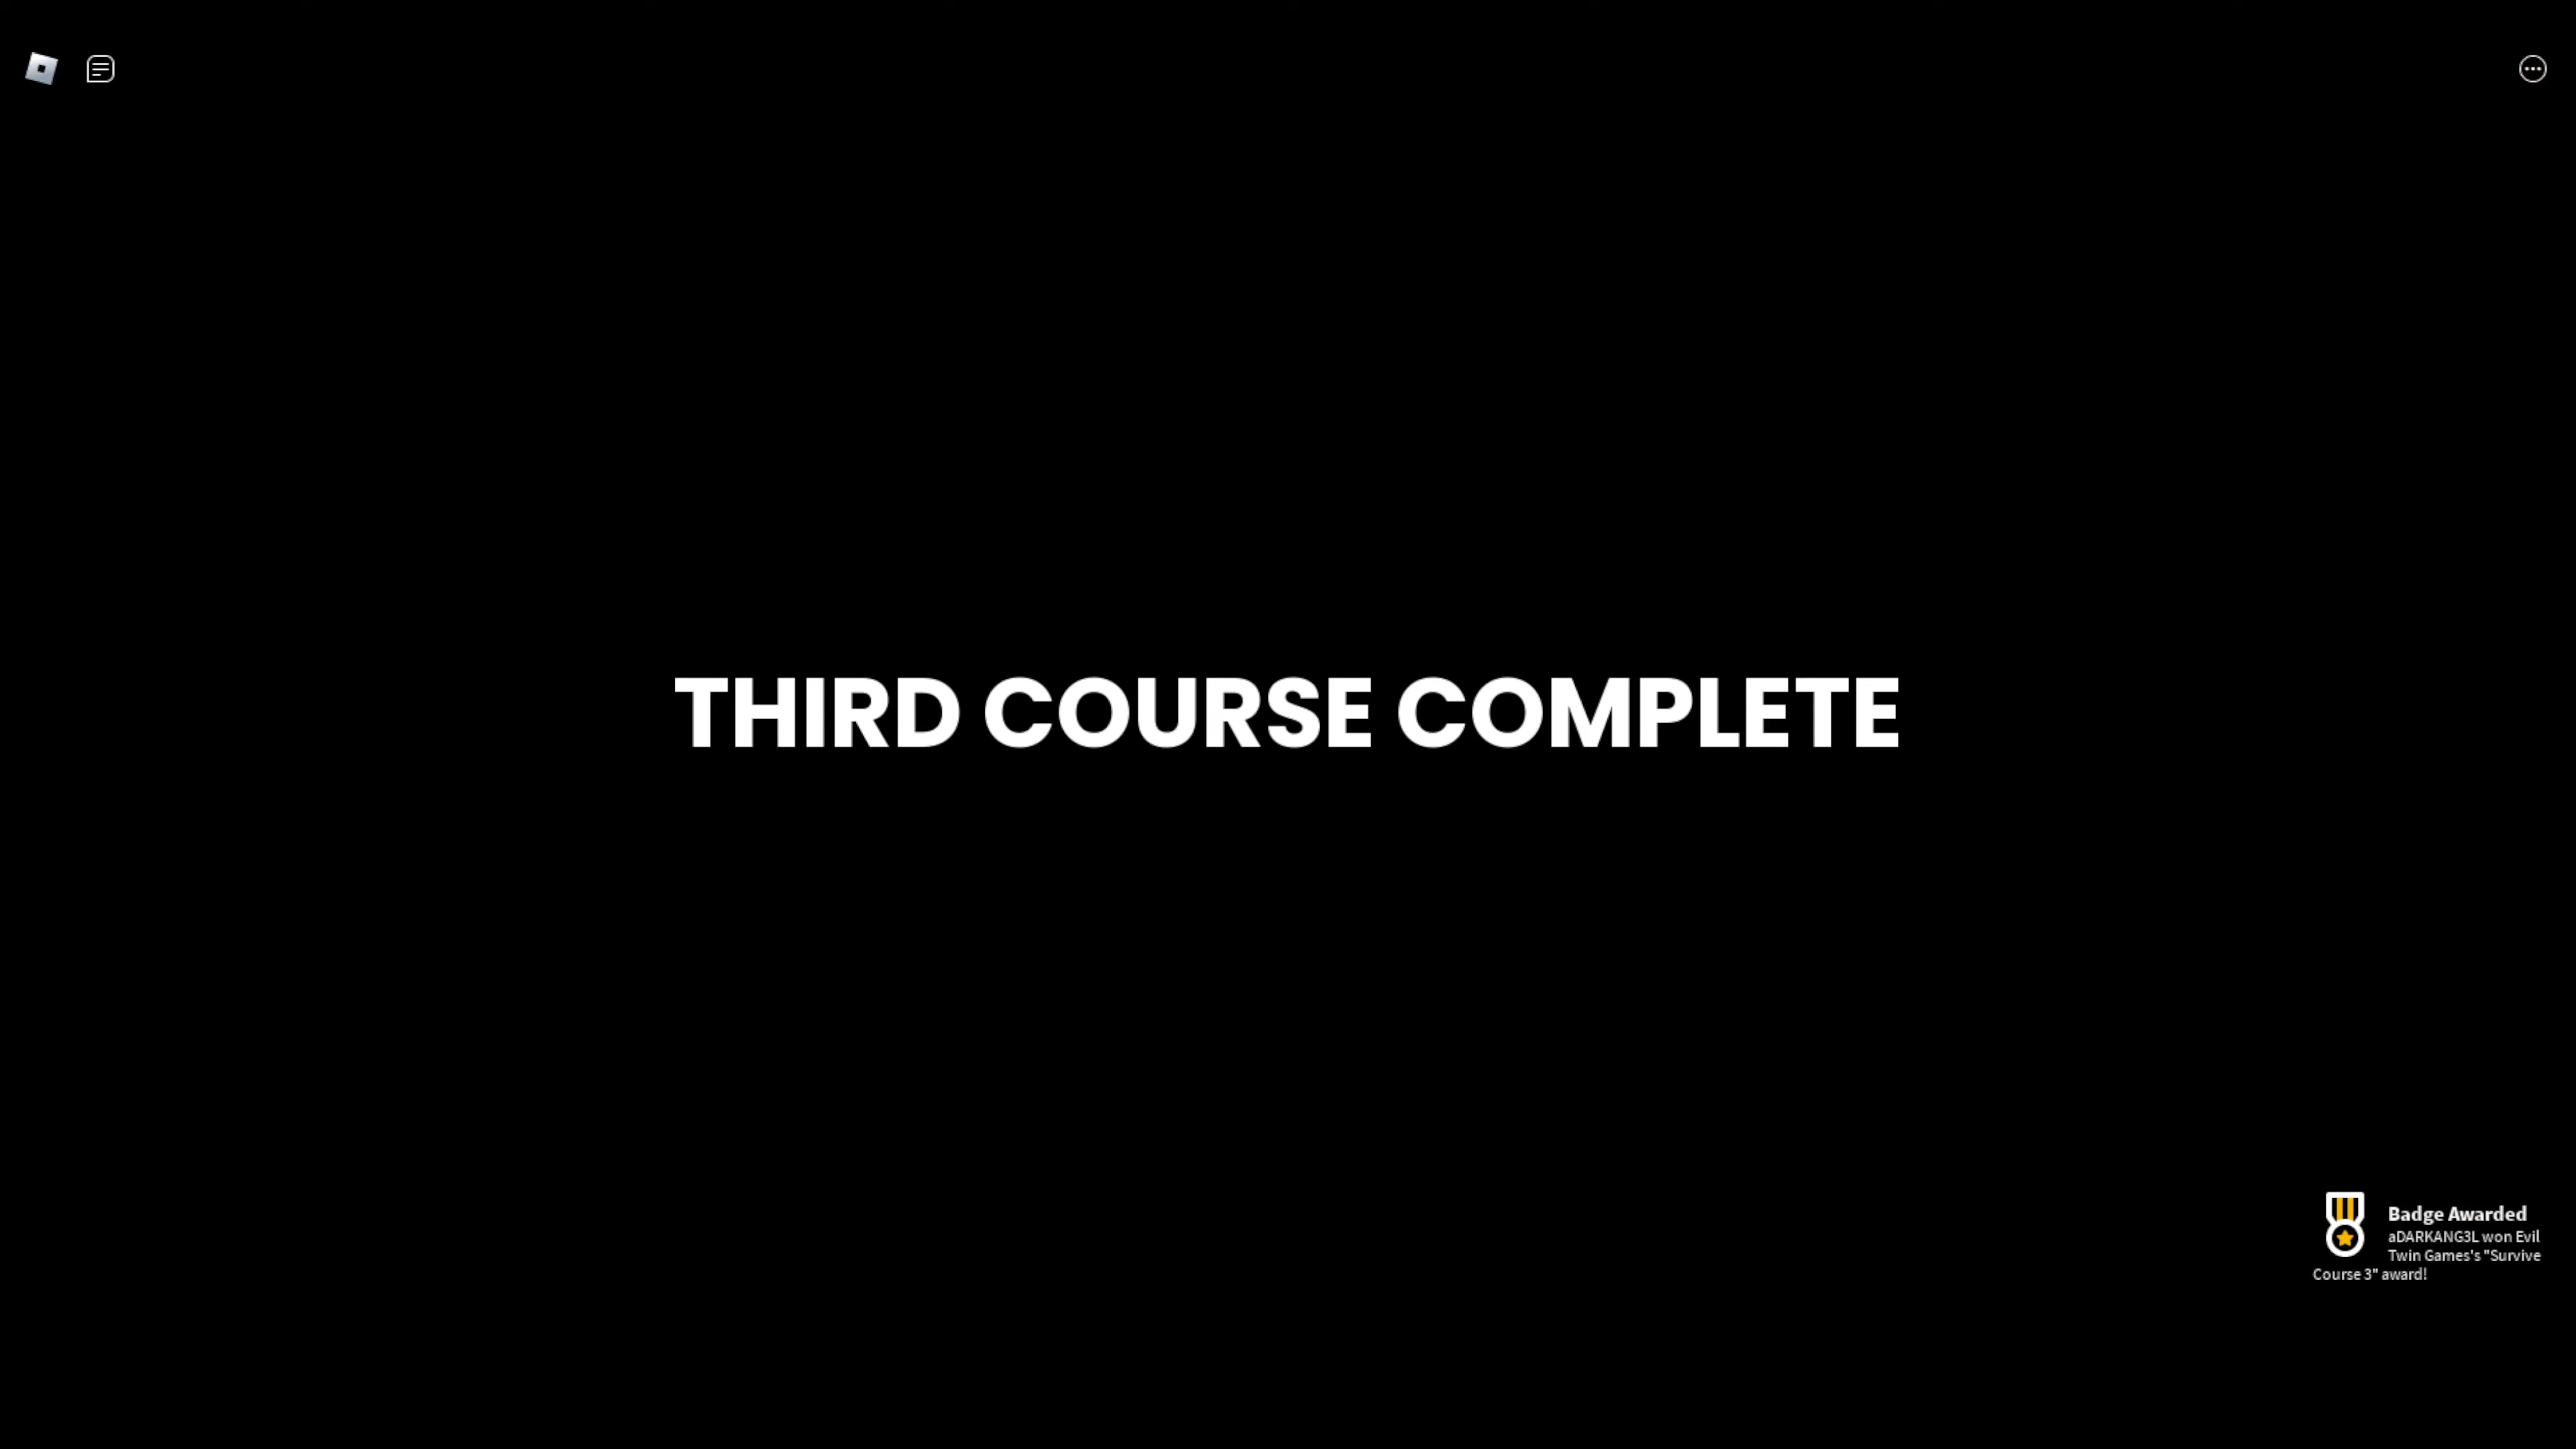 THIRD COURSE COMPLETE
Badge Awarded
aDARKANG3L won Evil
Twin Games's "Survive
Course 3" award!